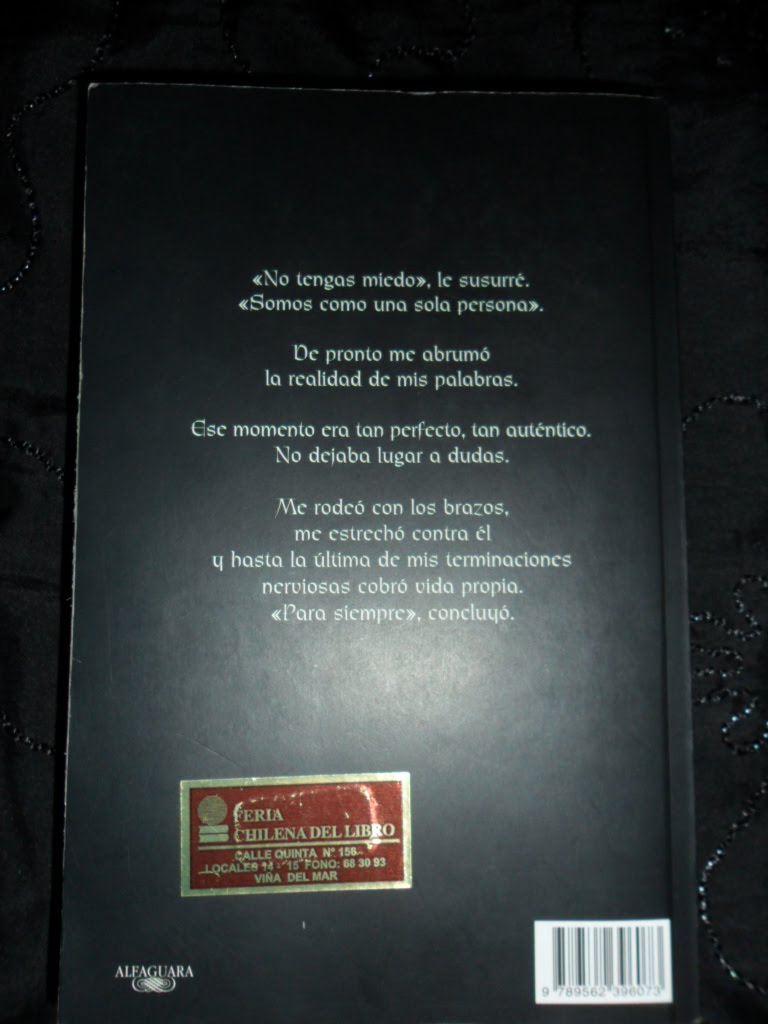 «No tengas miedo», le susurré.
«Somos como una sola persona».
De pronto me abrumó
la realidad de mis palabras.
Ese momento era tan perfecto, tan auténtico.
No dejaba lugar a dudas.
Me rodeó con los brazos,
me estrechó contra él
y hasta la última de mis terminaciones
nerviosas cobró vida propia.
«Para siempre», concluyó.
FERIA
CHILENA DEL LIBRO
CALLE QUINTA Nº 156
LOCALES 14 - 15 FONO: 68 30 93
VIÑA DEL MAR
ALFAGUARA
9 789562 396073